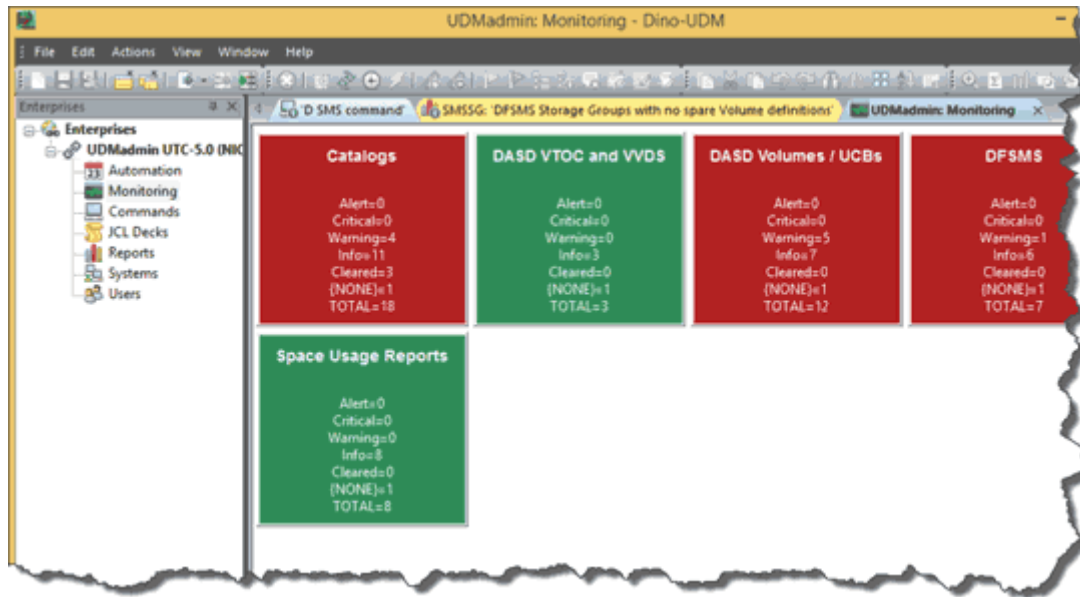 UDMadmin: Monitoring - Dino-UDM
File Edit Actions View Window Help
Enterprises
'D SMS command' SMSSG: 'DFSMS Storage Groups with no spare Volume definitions' UDMadmin: Monitoring
Enterprises
UDMadmin UTC-5.0 (NIC
Automation
Monitoring
Commands
JCL Decks
Reports
Systems
Users
Catalogs
Alert=0
Critical=0
Warning=4
Info=11
Cleared=3
(NONE)=1
TOTAL=18
DASD VTOC and VVDS
Alert=0
Critical=0
Warning=0
Info=3
Cleared=0
(NONE)=1
TOTAL=3
DASD Volumes / UCBs
Alert=0
Critical=0
Warning=5
Info=7
Cleared=0
(NONE)=1
TOTAL=12
DFSMS
Alert=0
Critical=0
Warning=1
Info=6
Cleared=0
(NONE)=1
TOTAL=7
Space Usage Reports
Alert=0
Critical=0
Warning=0
Info=8
Cleared=0
(NONE)=1
TOTAL=8